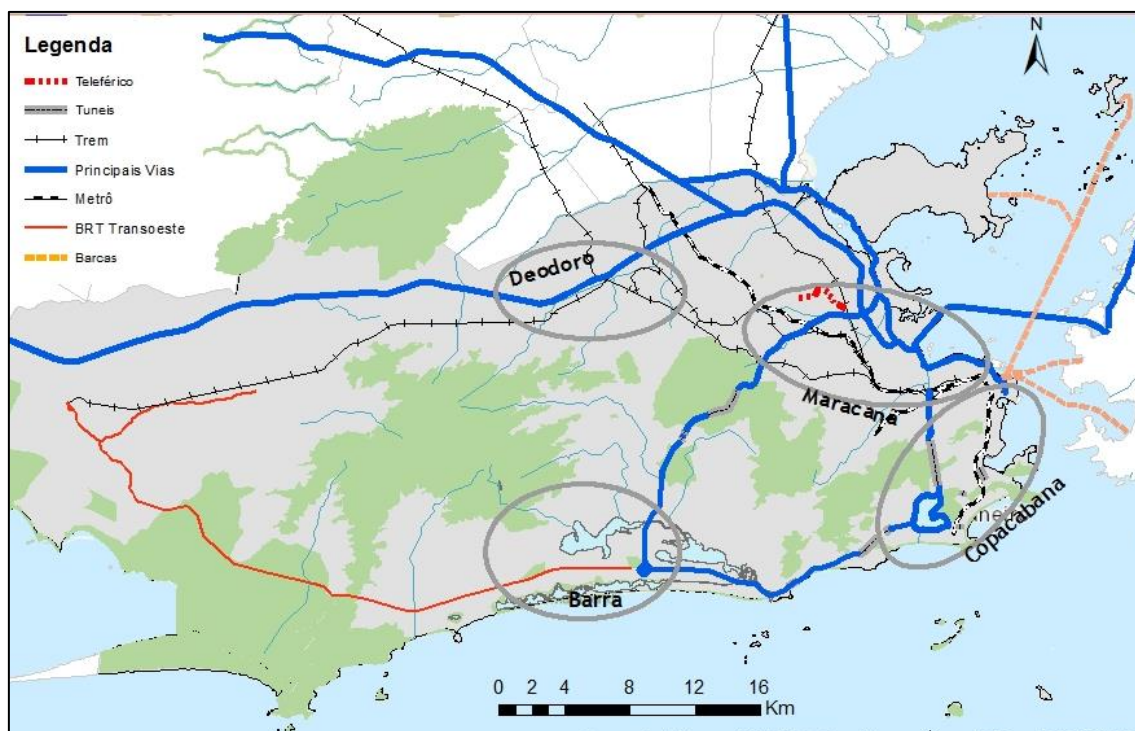 Legenda
Teleférico
Tuneis
Trem
Principais Vias
Metrô
BRT Transoeste
Barcas
N
Deodoro
Maracana
Copacabana
Barra
0 2 4 8 12 16
Km